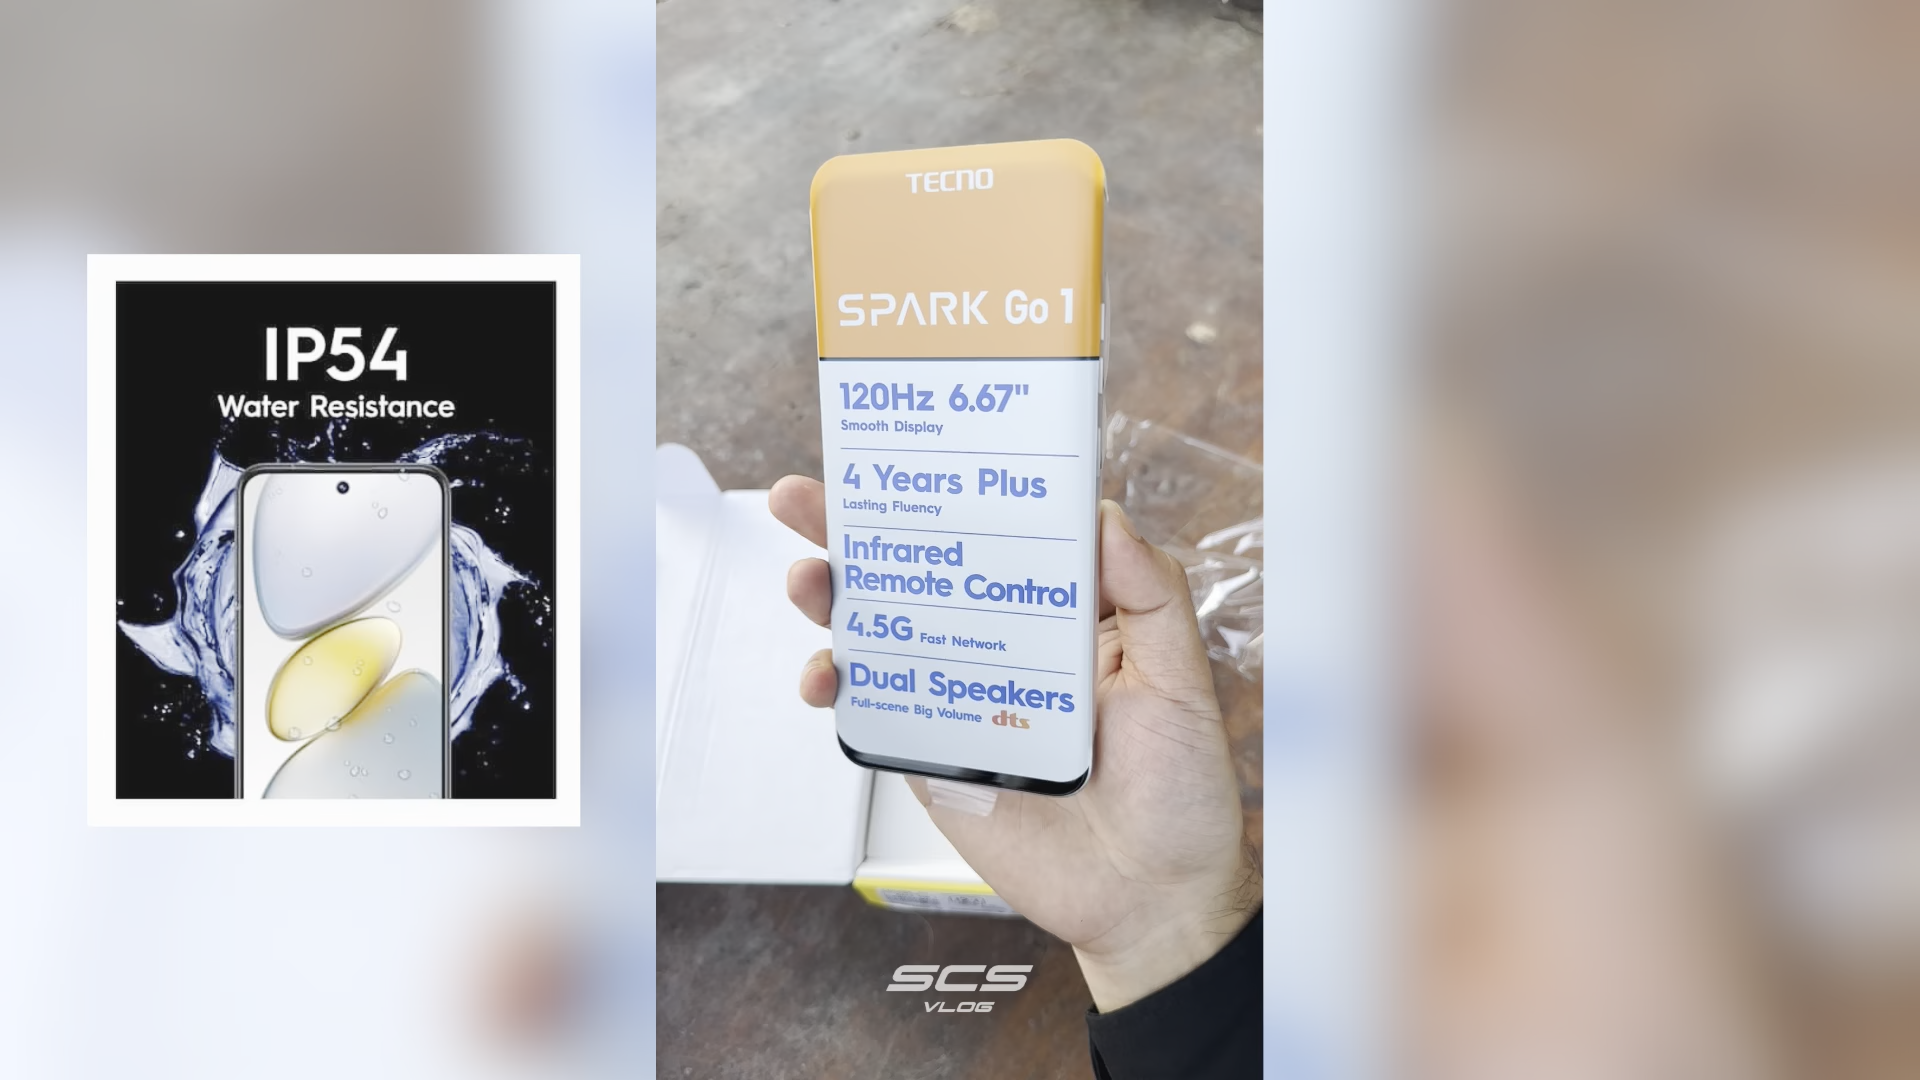 IP54
Water Resistance
TECNO
SPARK Go 1
120Hz 6.67"
Smooth Display
4 Years Plus
Lasting Fluency
Infrared
Remote Control
4.5G Fast Network
Dual Speakers
Full-scene Big Volume dts
SCS
VLOG